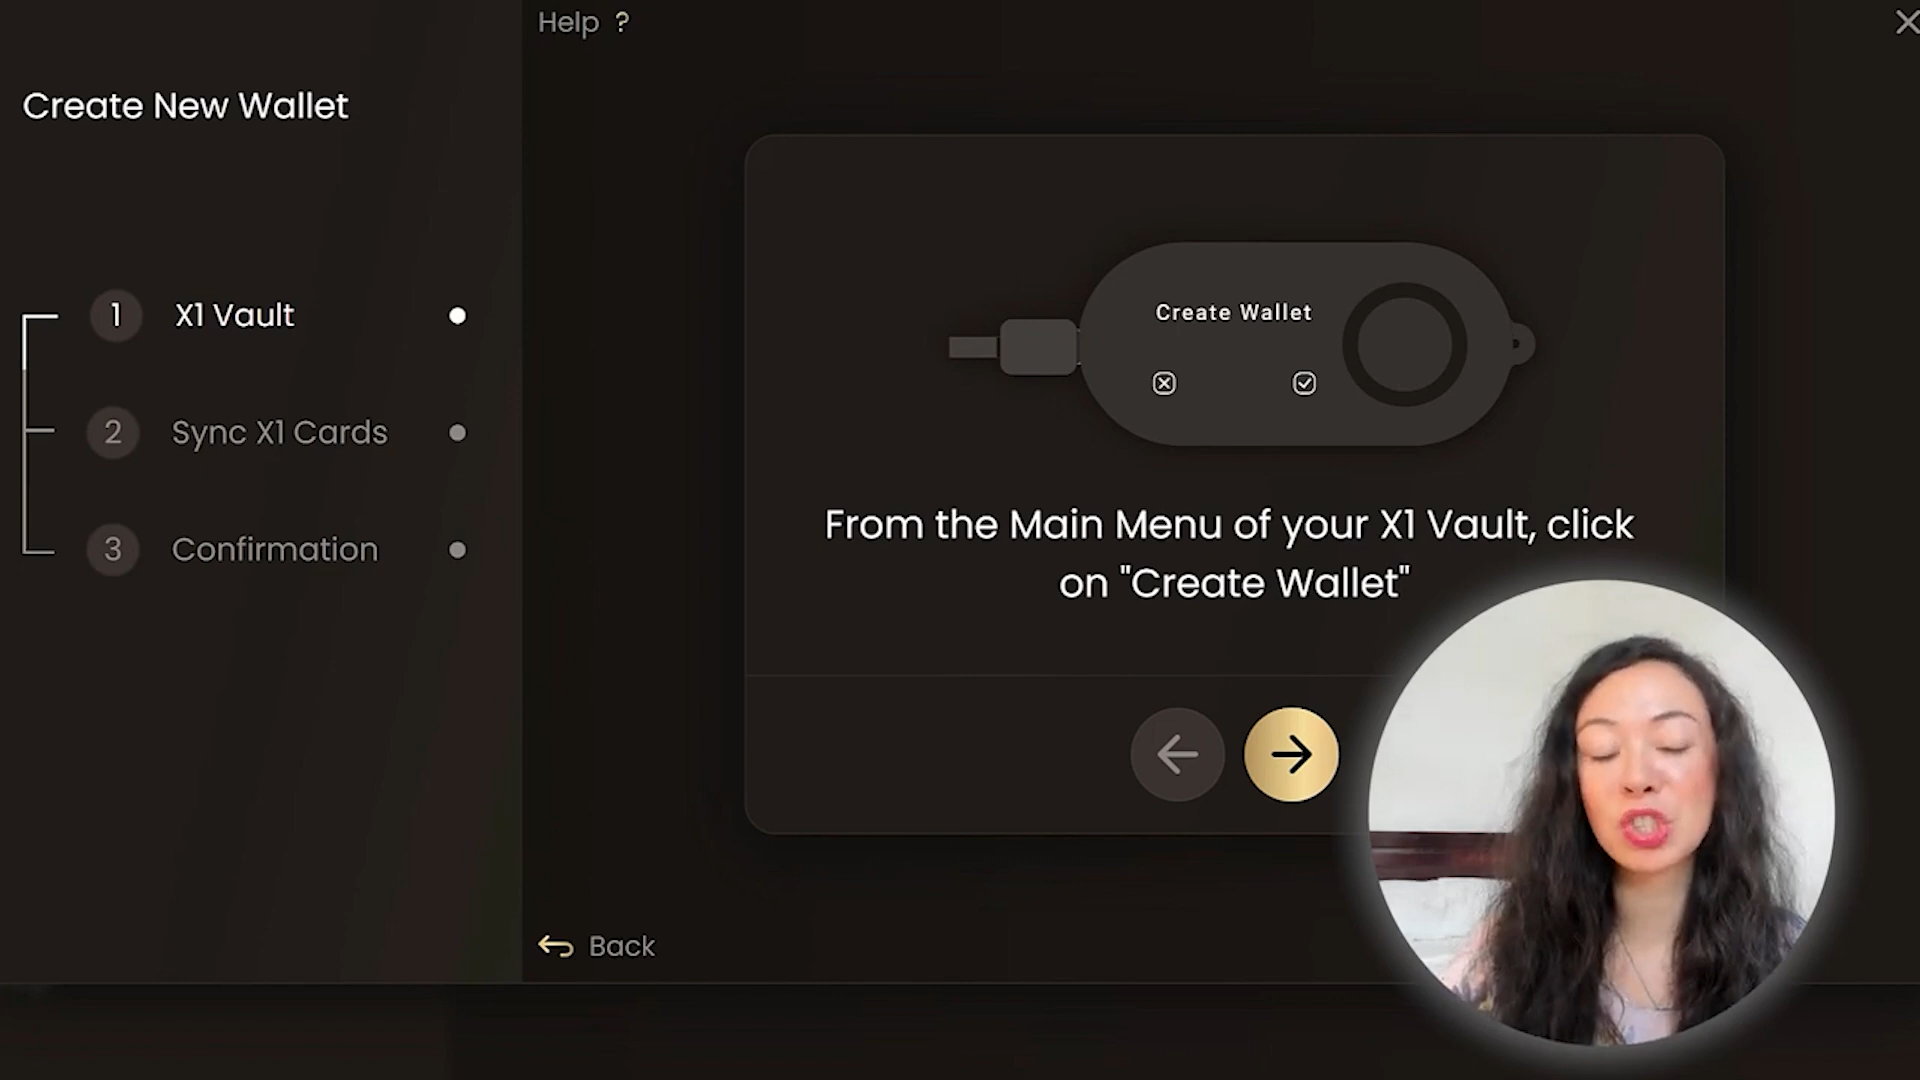 Help ?
Create New Wallet
1 X1 Vault
2 Sync X1 Cards
3 Confirmation
Create Wallet
From the Main Menu of your X1 Vault, click
on "Create Wallet"
Back